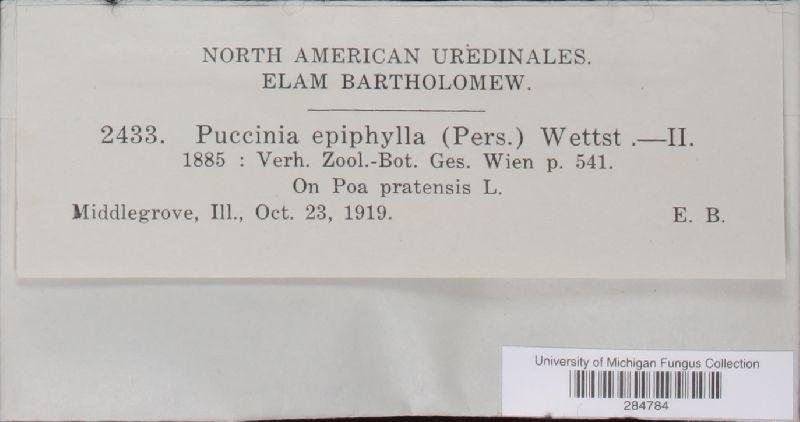 NORTH AMERICAN UREDINALES.
ELAM BARTHOLOMEW.
2433. Puccinia epiphylla (Pers.) Wettst .—II.
1885 : Verh. Zool.-Bot. Ges. Wien p. 541.
On Poa pratensis L.
Middlegrove, Ill., Oct. 23, 1919. E. B.
University of Michigan Fungus Collection
284784